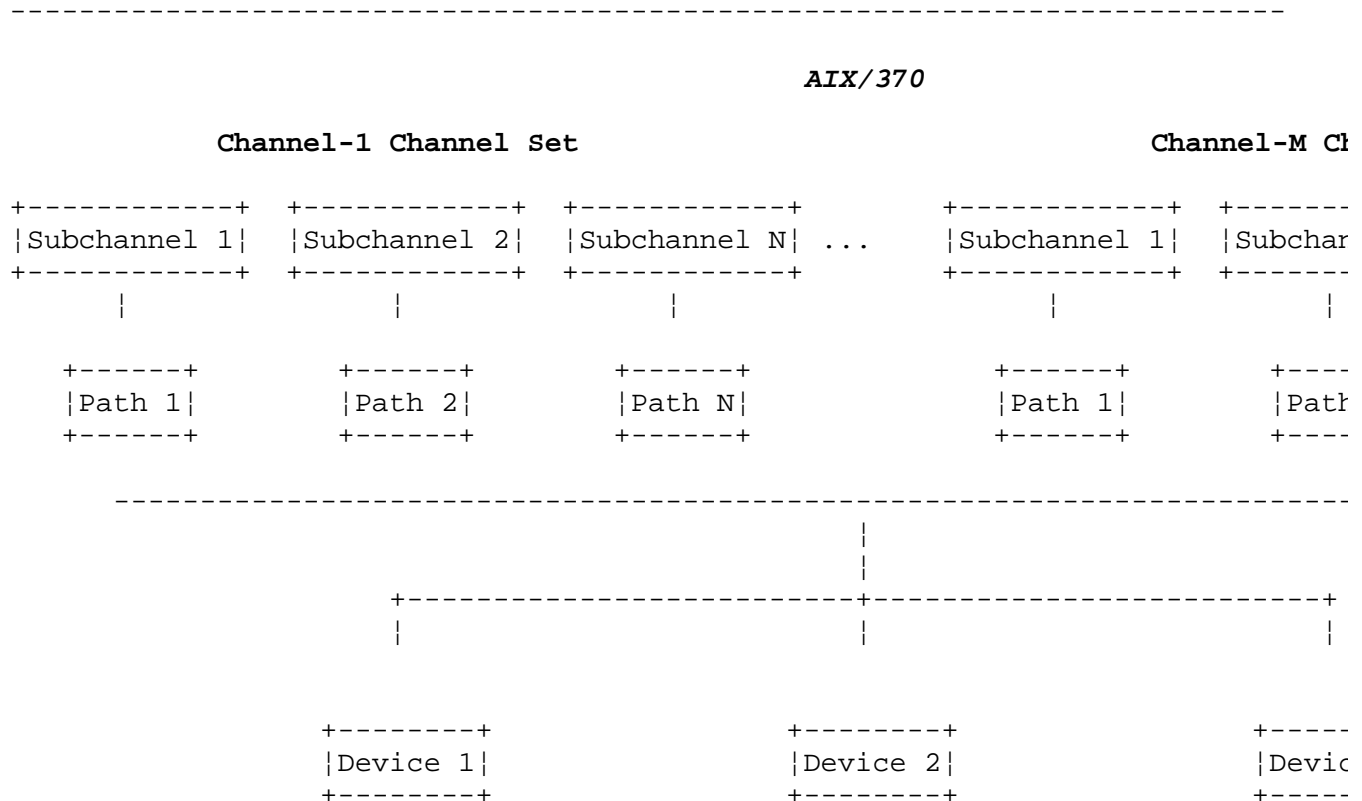 AIX/370
Channel-1 Channel Set Channel-M
Subchannel 1 Subchannel 2 Subchannel N ... Subchannel 1
Path 1 Path 2 Path N Path 1
Device 1 Device 2